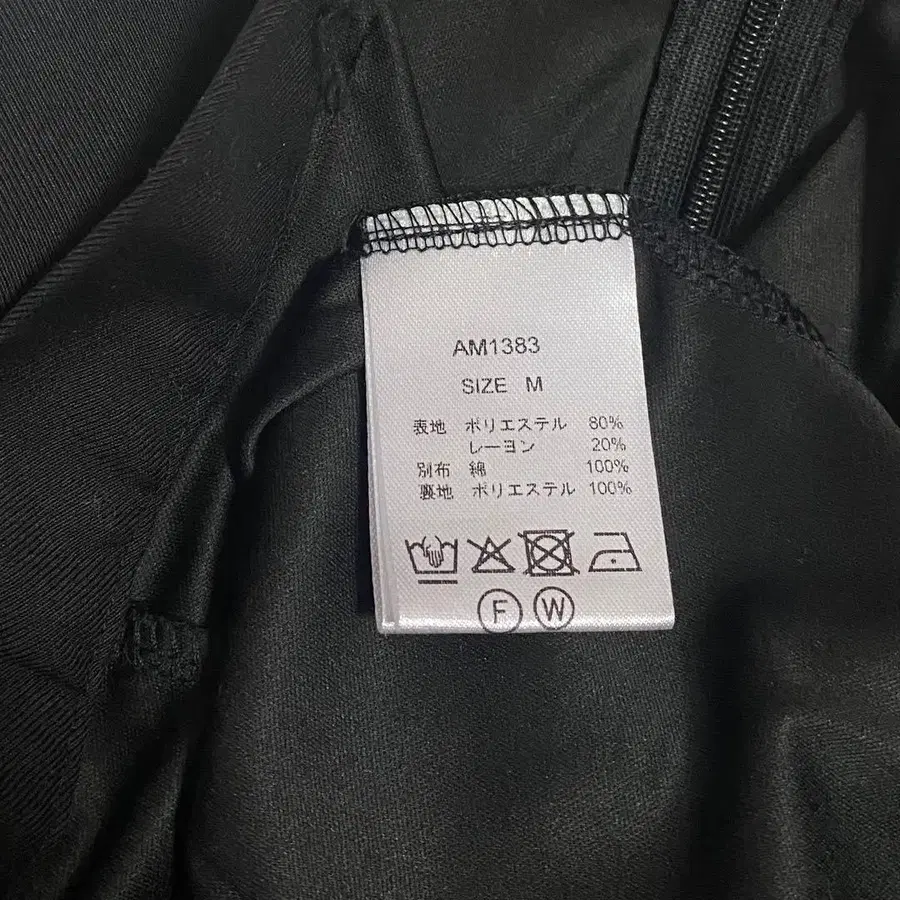 AM1383
SIZE M
表地 ポリエステル 80%
レーヨン 20%
別布 綿 100%
裏地 ポリエステル 100%
F W